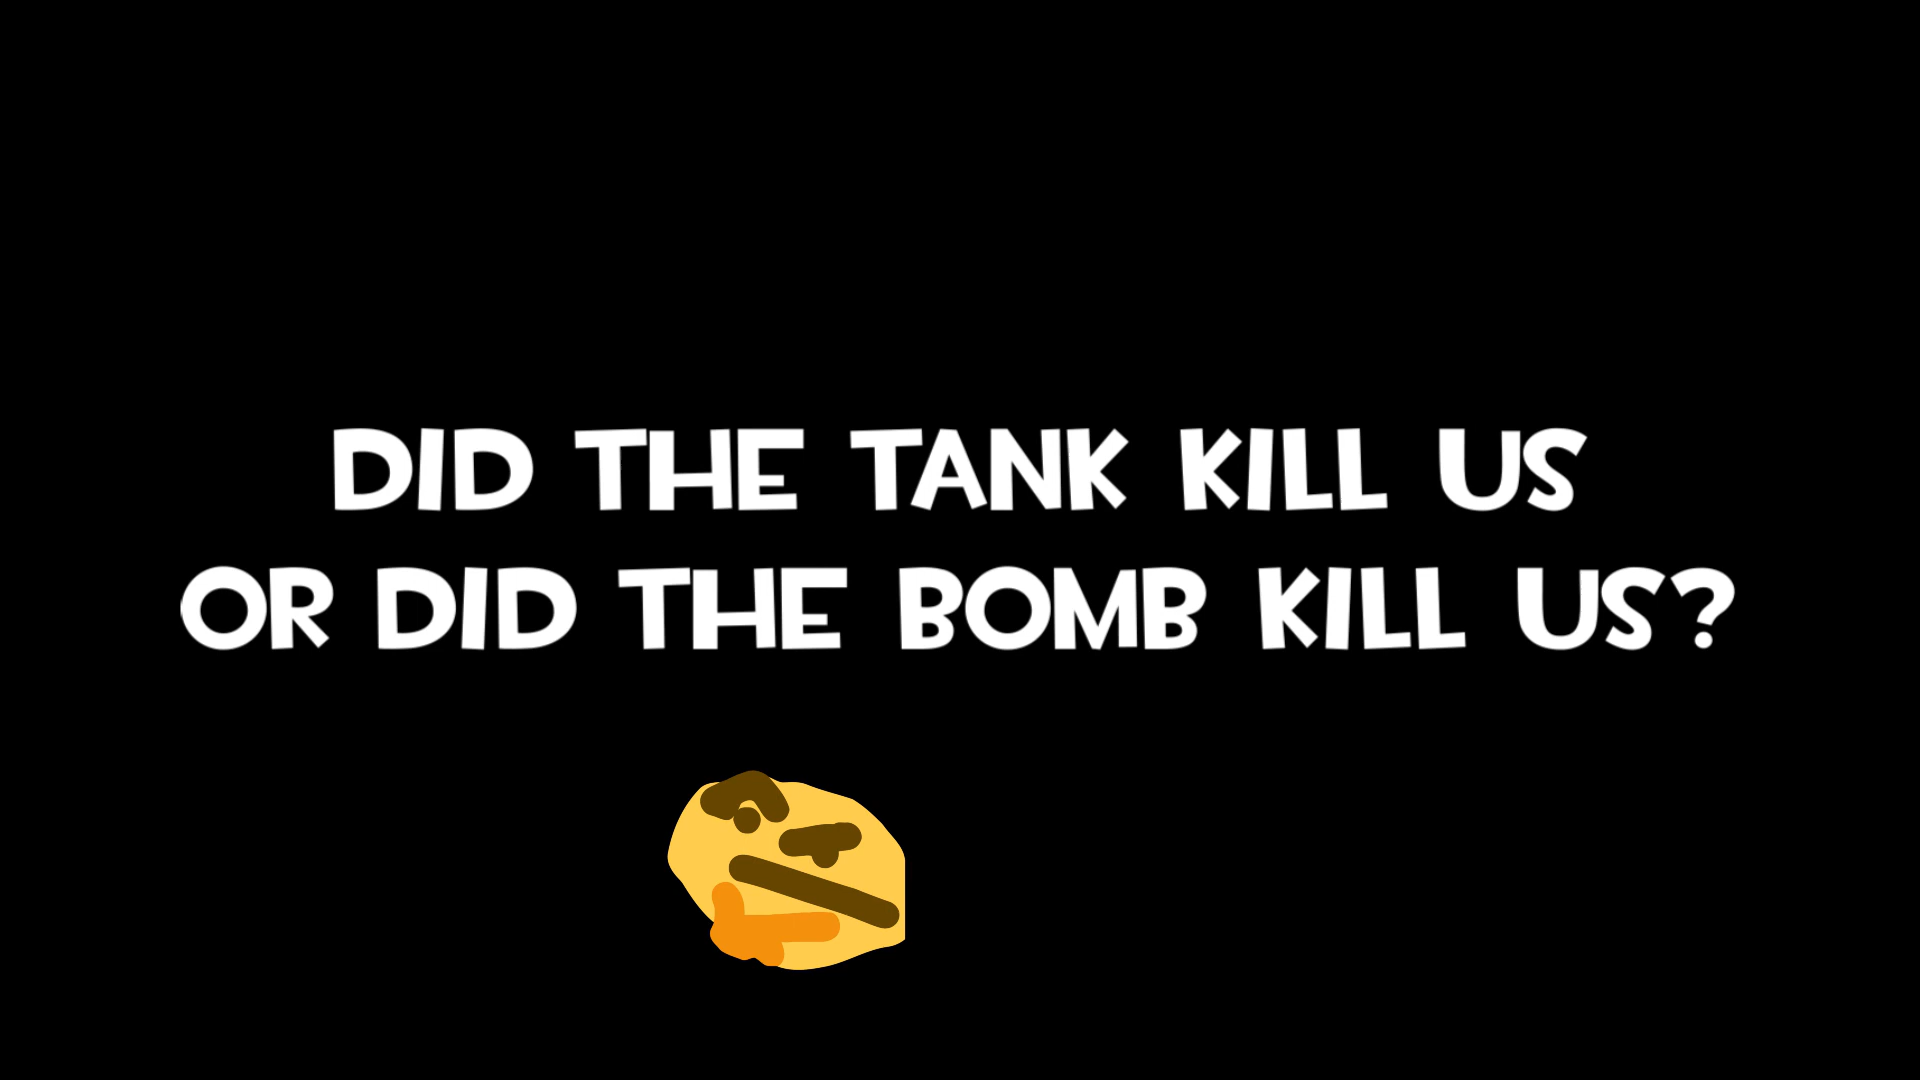 DID THE TANK KILL US
OR DID THE BOMB KILL US?